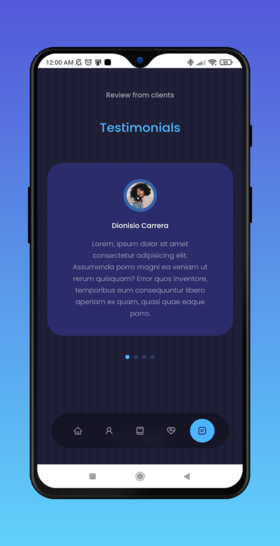 12:00 AM
Review from clients
Testimonials
Dionisio Carrera
Lorem, ipsum dolor sit amet
consectetur adipisicing elit.
Assumenda porro magni ea veniam ut
rerum quisquam? Error quos inventore,
temporibus eum consequuntur libero
aperiam ex quam, quasi quae eaque
porro.